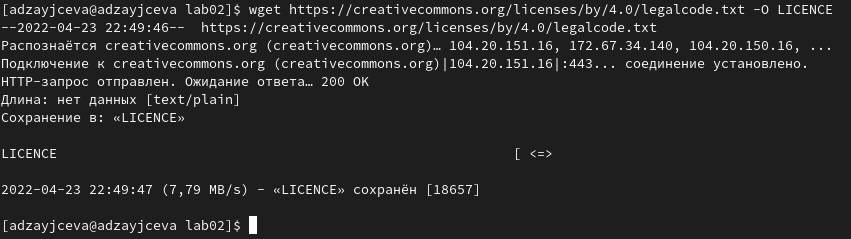 [adzayjceva@adzayjceva lab02]$ wget https://creativecommons.org/licenses/by/4.0/legalcode.txt -O LICENCE
--2022-04-23 22:49:46--  https://creativecommons.org/licenses/by/4.0/legalcode.txt
Распознаётся creativecommons.org (creativecommons.org)… 104.20.151.16, 172.67.34.140, 104.20.150.16, ...
Подключение к creativecommons.org (creativecommons.org)|104.20.151.16|:443... соединение установлено.
HTTP-запрос отправлен. Ожидание ответа… 200 OK
Длина: нет данных [text/plain]
Сохранение в: «LICENCE»
LICENCE [ <=>
2022-04-23 22:49:47 (7,79 MB/s) - «LICENCE» сохранён [18657]
[adzayjceva@adzayjceva lab02]$